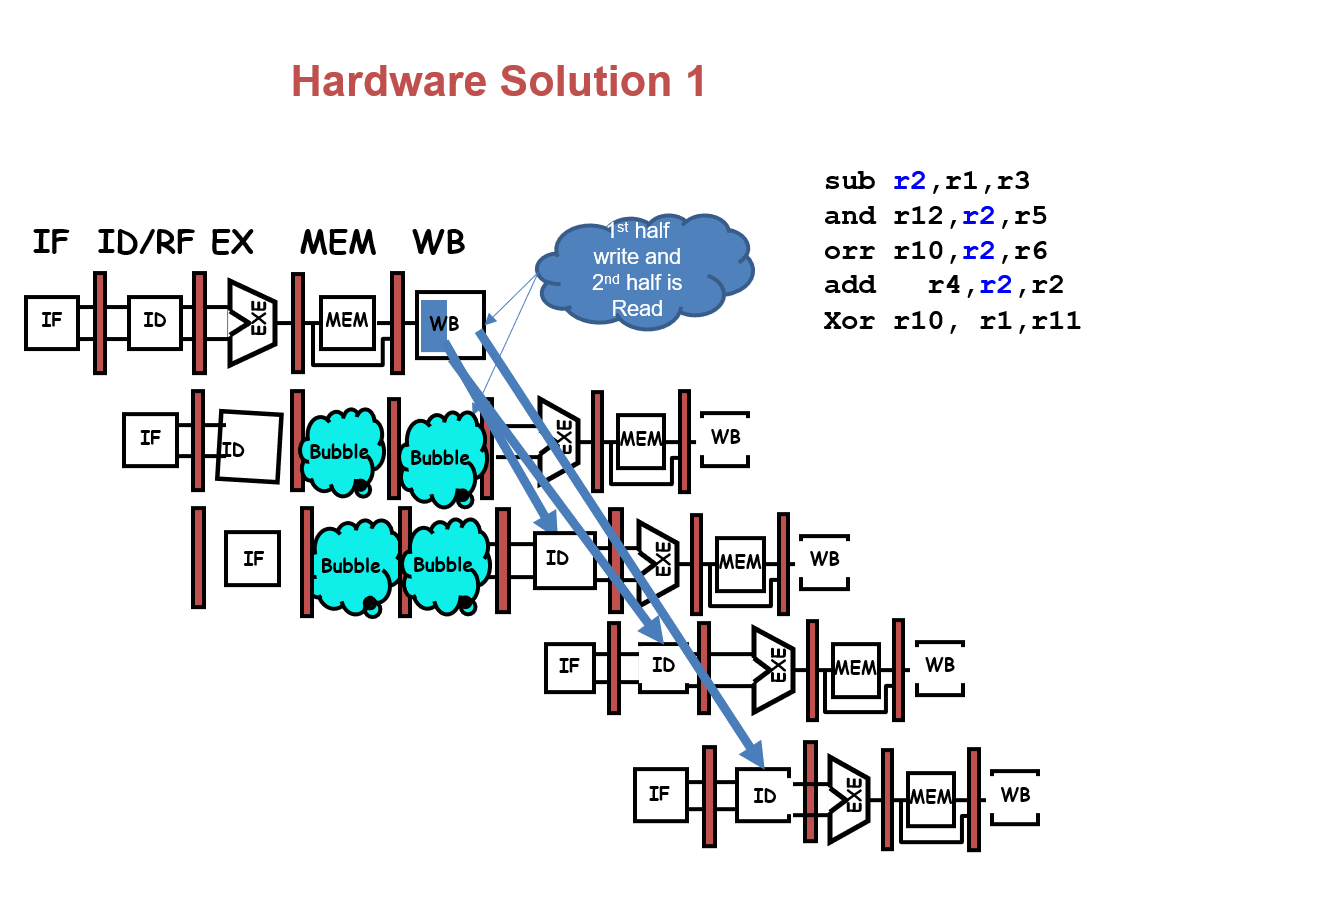 Hardware Solution 1
sub r2,r1,r3
and r12,r2,r5
orr r10,r2,r6
add r4,r2,r2
Xor r10, r1,r11
1st half
write and
2nd half is
Read
IF ID/RF EX MEM WB
IF ID EXE MEM WB
IF ID Bubble Bubble EXE MEM WB
IF Bubble Bubble ID EXE MEM WB
IF ID EXE MEM WB
IF ID EXE MEM WB